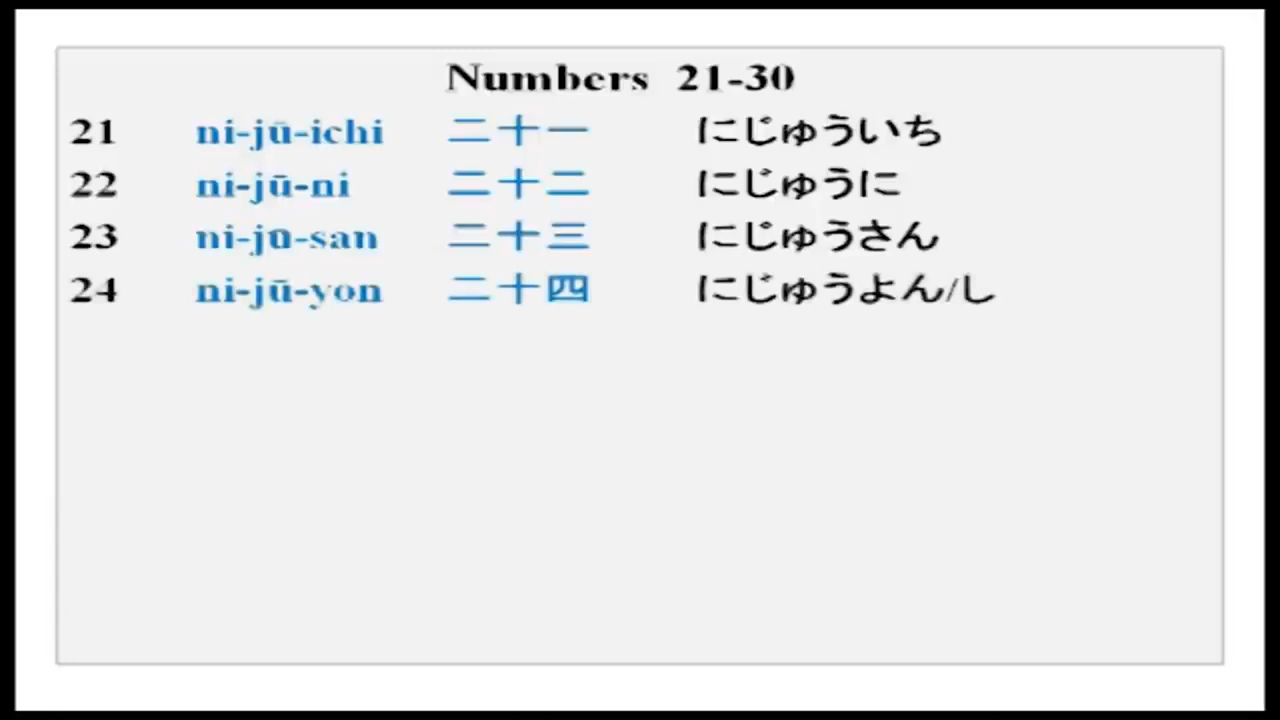 Numbers 21-30
21 ni-jū-ichi 二十一 にじゅういち
22 ni-jū-ni 二十二 にじゅうに
23 ni-jū-san 二十三 にじゅうさん
24 ni-jū-yon 二十四 にじゅうよん/し